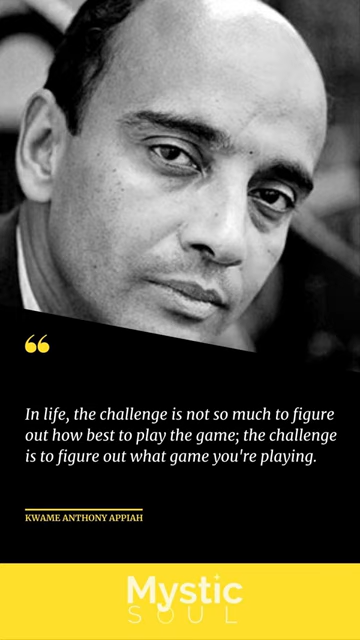 In life, the challenge is not so much to figure
out how best to play the game; the challenge
is to figure out what game you're playing.
KWAME ANTHONY APPIAH
Mystic
SOUL